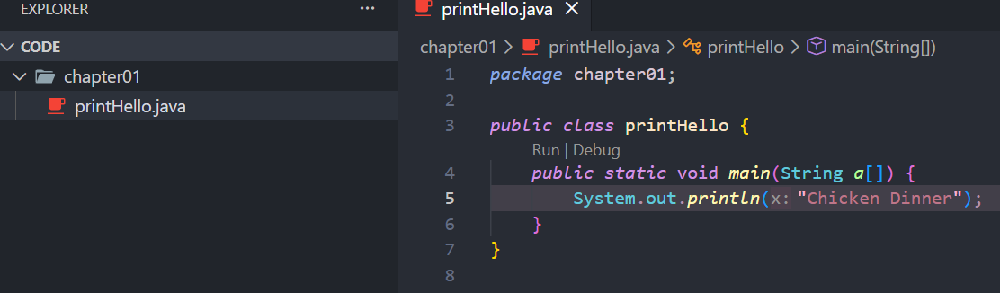 EXPLORER ···
CODE
chapter01
printHello.java
printHello.java ×
chapter01 > printHello.java > printHello > main(String[])
1 package chapter01;
2
3 public class printHello {
Run | Debug
4 public static void main(String a[]) {
5 System.out.println(x: "Chicken Dinner");
6 }
7 }
8